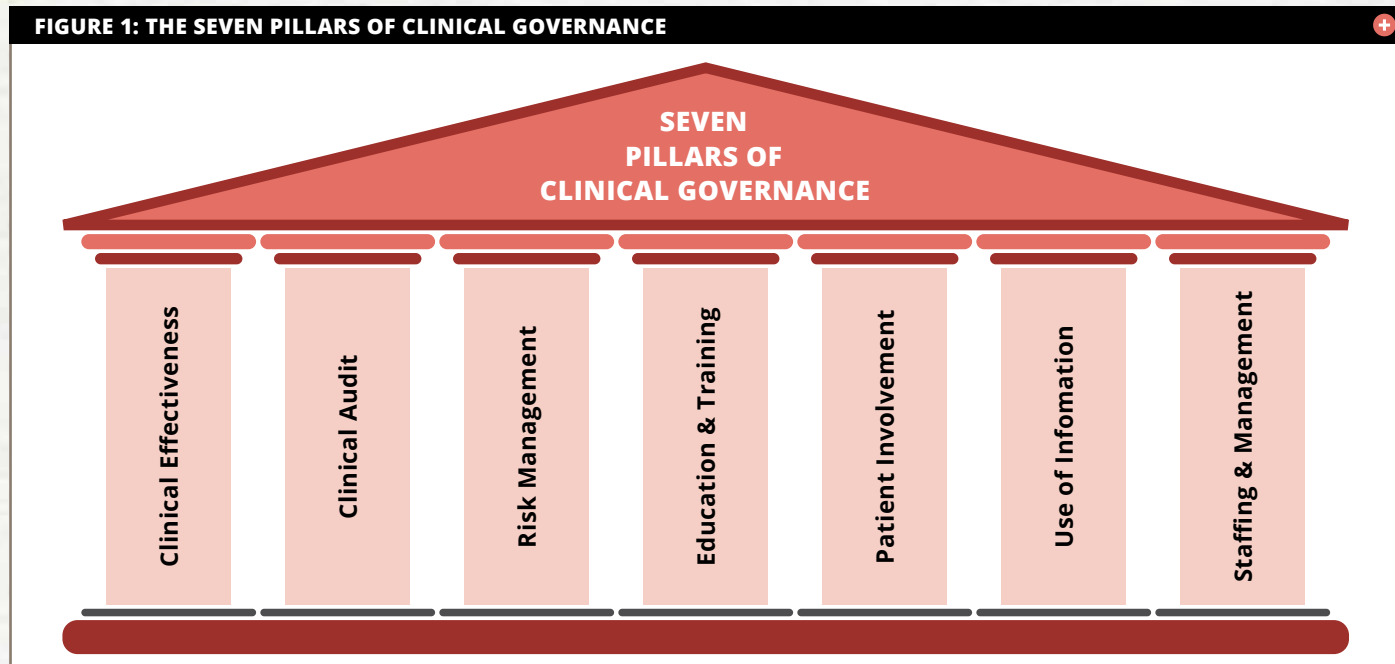 FIGURE 1: THE SEVEN PILLARS OF CLINICAL GOVERNANCE
SEVEN
PILLARS OF
CLINICAL GOVERNANCE
Clinical Effectiveness
Clinical Audit
Risk Management
Education & Training
Patient Involvement
Use of Infomation
Staffing & Management